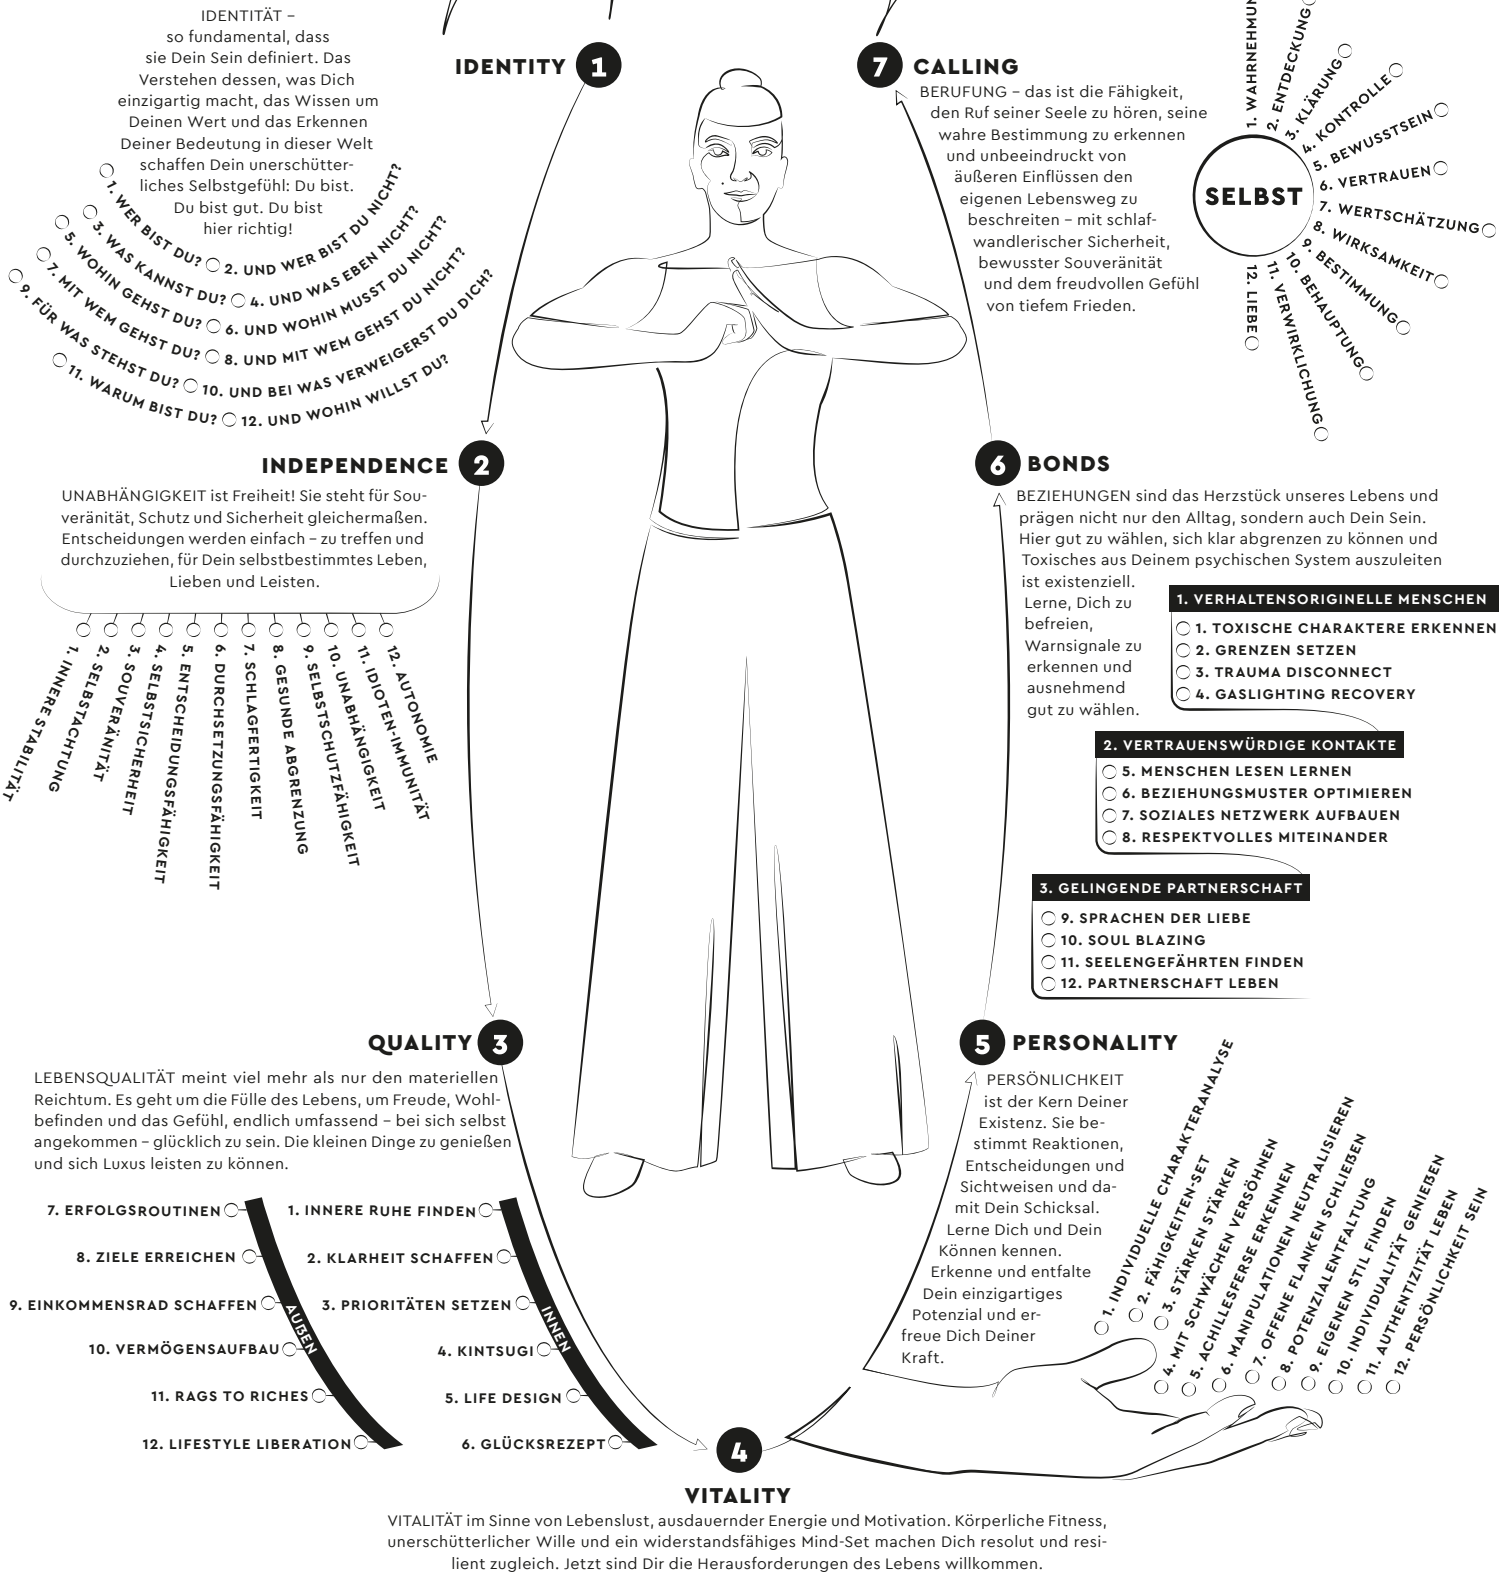 IDENTITY 1
IDENTITÄT –
so fundamental, dass
sie Dein Sein definiert. Das
Verstehen dessen, was Dich
einzigartig macht, das Wissen um
Deinen Wert und das Erkennen
Deiner Bedeutung in dieser Welt
schaffen Dein unerschütter-
liches Selbstgefühl: Du bist.
Du bist gut. Du bist
hier richtig!
1. WER BIST DU?
2. UND WER BIST DU NICHT?
3. WAS KANNST DU?
4. UND WAS EBEN NICHT?
5. WOHIN GEHST DU?
6. UND WOHIN MUSST DU NICHT?
7. MIT WEM GEHST DU?
8. UND MIT WEM GEHST DU NICHT?
9. FÜR WAS STEHST DU?
10. UND BEI WAS VERWEIGERST DU DICH?
11. WARUM BIST DU?
12. UND WOHIN WILLST DU?
INDEPENDENCE 2
UNABHÄNGIGKEIT ist Freiheit! Sie steht für Sou-
veränität, Schutz und Sicherheit gleichermaßen.
Entscheidungen werden einfach – zu treffen und
durchzuziehen, für Dein selbstbestimmtes Leben,
Lieben und Leisten.
1. INNERE STABILITÄT
2. SELBSTACHTUNG
3. SOUVERÄNITÄT
4. SELBSTSICHERHEIT
5. ENTSCHEIDUNGSFÄHIGKEIT
6. DURCHSETZUNGSFÄHIGKEIT
7. SCHLAGFERTIGKEIT
8. GESUNDE ABGRENZUNG
9. SELBSTSCHUTZFÄHIGKEIT
10. UNABHÄNGIGKEIT
11. IDIOTEN-IMMUNITÄT
12. AUTONOMIE
QUALITY 3
LEBENSQUALITÄT meint viel mehr als nur den materiellen
Reichtum. Es geht um die Fülle des Lebens, um Freude, Wohl-
befinden und das Gefühl, endlich umfassend – bei sich selbst
angekommen – glücklich zu sein. Die kleinen Dinge zu genießen
und sich Luxus leisten zu können.
INNEN
1. INNERE RUHE FINDEN
2. KLARHEIT SCHAFFEN
3. PRIORITÄTEN SETZEN
4. KINTSUGI
5. LIFE DESIGN
6. GLÜCKSREZEPT
AUẞEN
7. ERFOLGSROUTINEN
8. ZIELE ERREICHEN
9. EINKOMMENSRAD SCHAFFEN
10. VERMÖGENSAUFBAU
11. RAGS TO RICHES
12. LIFESTYLE LIBERATION
4
VITALITY
VITALITÄT im Sinne von Lebenslust, ausdauernder Energie und Motivation. Körperliche Fitness,
unerschütterlicher Wille und ein widerstandsfähiges Mind-Set machen Dich resolut und resi-
lient zugleich. Jetzt sind Dir die Herausforderungen des Lebens willkommen.
5 PERSONALITY
PERSÖNLICHKEIT
ist der Kern Deiner
Existenz. Sie be-
stimmt Reaktionen,
Entscheidungen und
Sichtweisen und da-
mit Dein Schicksal.
Lerne Dich und Dein
Können kennen.
Erkenne und entfalte
Dein einzigartiges
Potenzial und er-
freue Dich Deiner
Kraft.
1. INDIVIDUELLE CHARAKTERANALYSE
2. FÄHIGKEITEN-SET
3. STÄRKEN STÄRKEN
4. MIT SCHWÄCHEN VERSÖHNEN
5. ACHILLESFERSE ERKENNEN
6. MANIPULATIONEN NEUTRALISIEREN
7. OFFENE FLANKEN SCHLIEẞEN
8. POTENZIALENTFALTUNG
9. EIGENEN STIL FINDEN
10. INDIVIDUALITÄT GENIEẞEN
11. AUTHENTIZITÄT LEBEN
12. PERSÖNLICHKEIT SEIN
6 BONDS
BEZIEHUNGEN sind das Herzstück unseres Lebens und
prägen nicht nur den Alltag, sondern auch Dein Sein.
Hier gut zu wählen, sich klar abgrenzen zu können und
Toxisches aus Deinem psychischen System auszuleiten
ist existenziell.
Lerne, Dich zu
befreien,
Warnsignale zu
erkennen und
ausnehmend
gut zu wählen.
1. VERHALTENSORIGINELLE MENSCHEN
1. TOXISCHE CHARAKTERE ERKENNEN
2. GRENZEN SETZEN
3. TRAUMA DISCONNECT
4. GASLIGHTING RECOVERY
2. VERTRAUENSWÜRDIGE KONTAKTE
5. MENSCHEN LESEN LERNEN
6. BEZIEHUNGSMUSTER OPTIMIEREN
7. SOZIALES NETZWERK AUFBAUEN
8. RESPEKTVOLLES MITEINANDER
3. GELINGENDE PARTNERSCHAFT
9. SPRACHEN DER LIEBE
10. SOUL BLAZING
11. SEELENGEFÄHRTEN FINDEN
12. PARTNERSCHAFT LEBEN
7 CALLING
BERUFUNG – das ist die Fähigkeit,
den Ruf seiner Seele zu hören, seine
wahre Bestimmung zu erkennen
und unbeeindruckt von
äußeren Einflüssen den
eigenen Lebensweg zu
beschreiten – mit schlaf-
wandlerischer Sicherheit,
bewusster Souveränität
und dem freudvollen Gefühl
von tiefem Frieden.
SELBST
1. WAHRNEHMUN
2. ENTDECKUNG
3. KLÄRUNG
4. KONTROLLE
5. BEWUSSTSEIN
6. VERTRAUEN
7. WERTSCHÄTZUNG
8. WIRKSAMKEIT
9. BESTIMMUNG
10. BEHAUPTUNG
11. VERWIRKLICHUNG
12. LIEBE